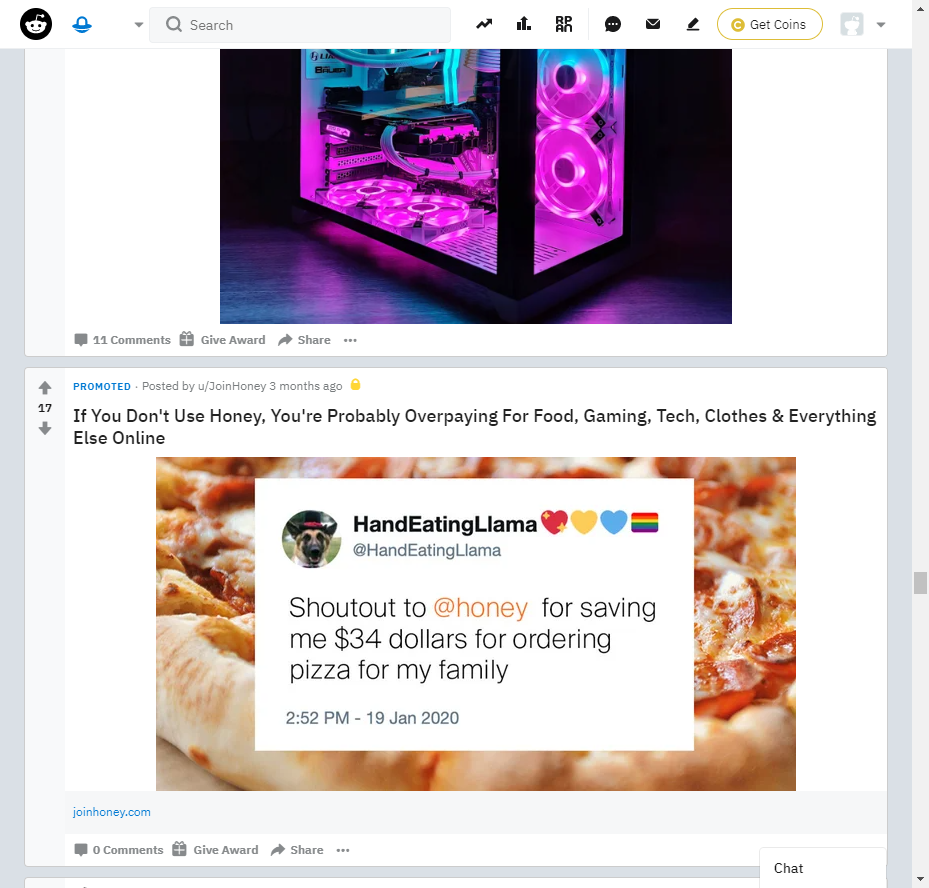 Search
Get Coins
11 Comments Give Award Share
PROMOTED · Posted by u/JoinHoney 3 months ago
17
If You Don't Use Honey, You're Probably Overpaying For Food, Gaming, Tech, Clothes & Everything
Else Online
HandEatingLlama
@HandEatingLlama
Shoutout to @honey for saving
me $34 dollars for ordering
pizza for my family
2:52 PM - 19 Jan 2020
joinhoney.com
0 Comments Give Award Share
Chat